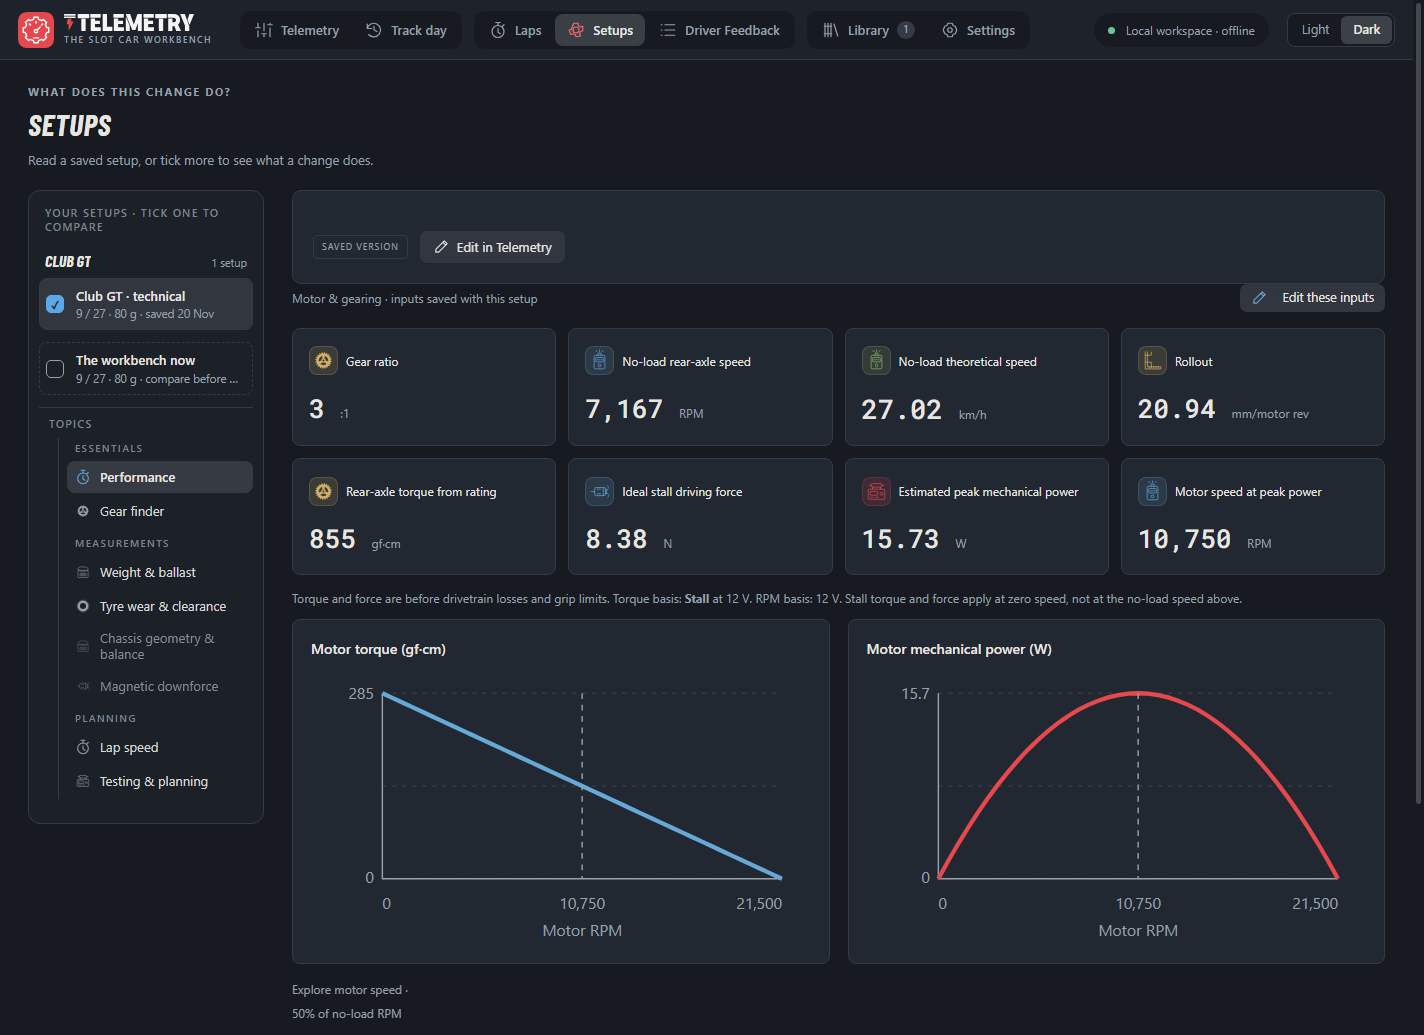 TELEMETRY
THE SLOT CAR WORKBENCH
Telemetry
Track day
Laps
Setups
Driver Feedback
Library 1
Settings
Local workspace · offline
Light
Dark
WHAT DOES THIS CHANGE DO?
SETUPS
Read a saved setup, or tick more to see what a change does.
YOUR SETUPS · TICK ONE TO
COMPARE
CLUB GT
1 setup
Club GT · technical
9 / 27 · 80 g · saved 20 Nov
The workbench now
9 / 27 · 80 g · compare before ...
TOPICS
ESSENTIALS
Performance
Gear finder
MEASUREMENTS
Weight & ballast
Tyre wear & clearance
Chassis geometry &
balance
Magnetic downforce
PLANNING
Lap speed
Testing & planning
SAVED VERSION
Edit in Telemetry
Motor & gearing · inputs saved with this setup
Edit these inputs
Gear ratio
3 :1
No-load rear-axle speed
7,167 RPM
No-load theoretical speed
27.02 km/h
Rollout
20.94 mm/motor rev
Rear-axle torque from rating
855 gf·cm
Ideal stall driving force
8.38 N
Estimated peak mechanical power
15.73 W
Motor speed at peak power
10,750 RPM
Torque and force are before drivetrain losses and grip limits. Torque basis: Stall at 12 V. RPM basis: 12 V. Stall torque and force apply at zero speed, not at the no-load speed above.
Motor torque (gf·cm)
285
0
0
10,750
21,500
Motor RPM
Motor mechanical power (W)
15.7
0
0
10,750
21,500
Motor RPM
Explore motor speed ·
50% of no-load RPM